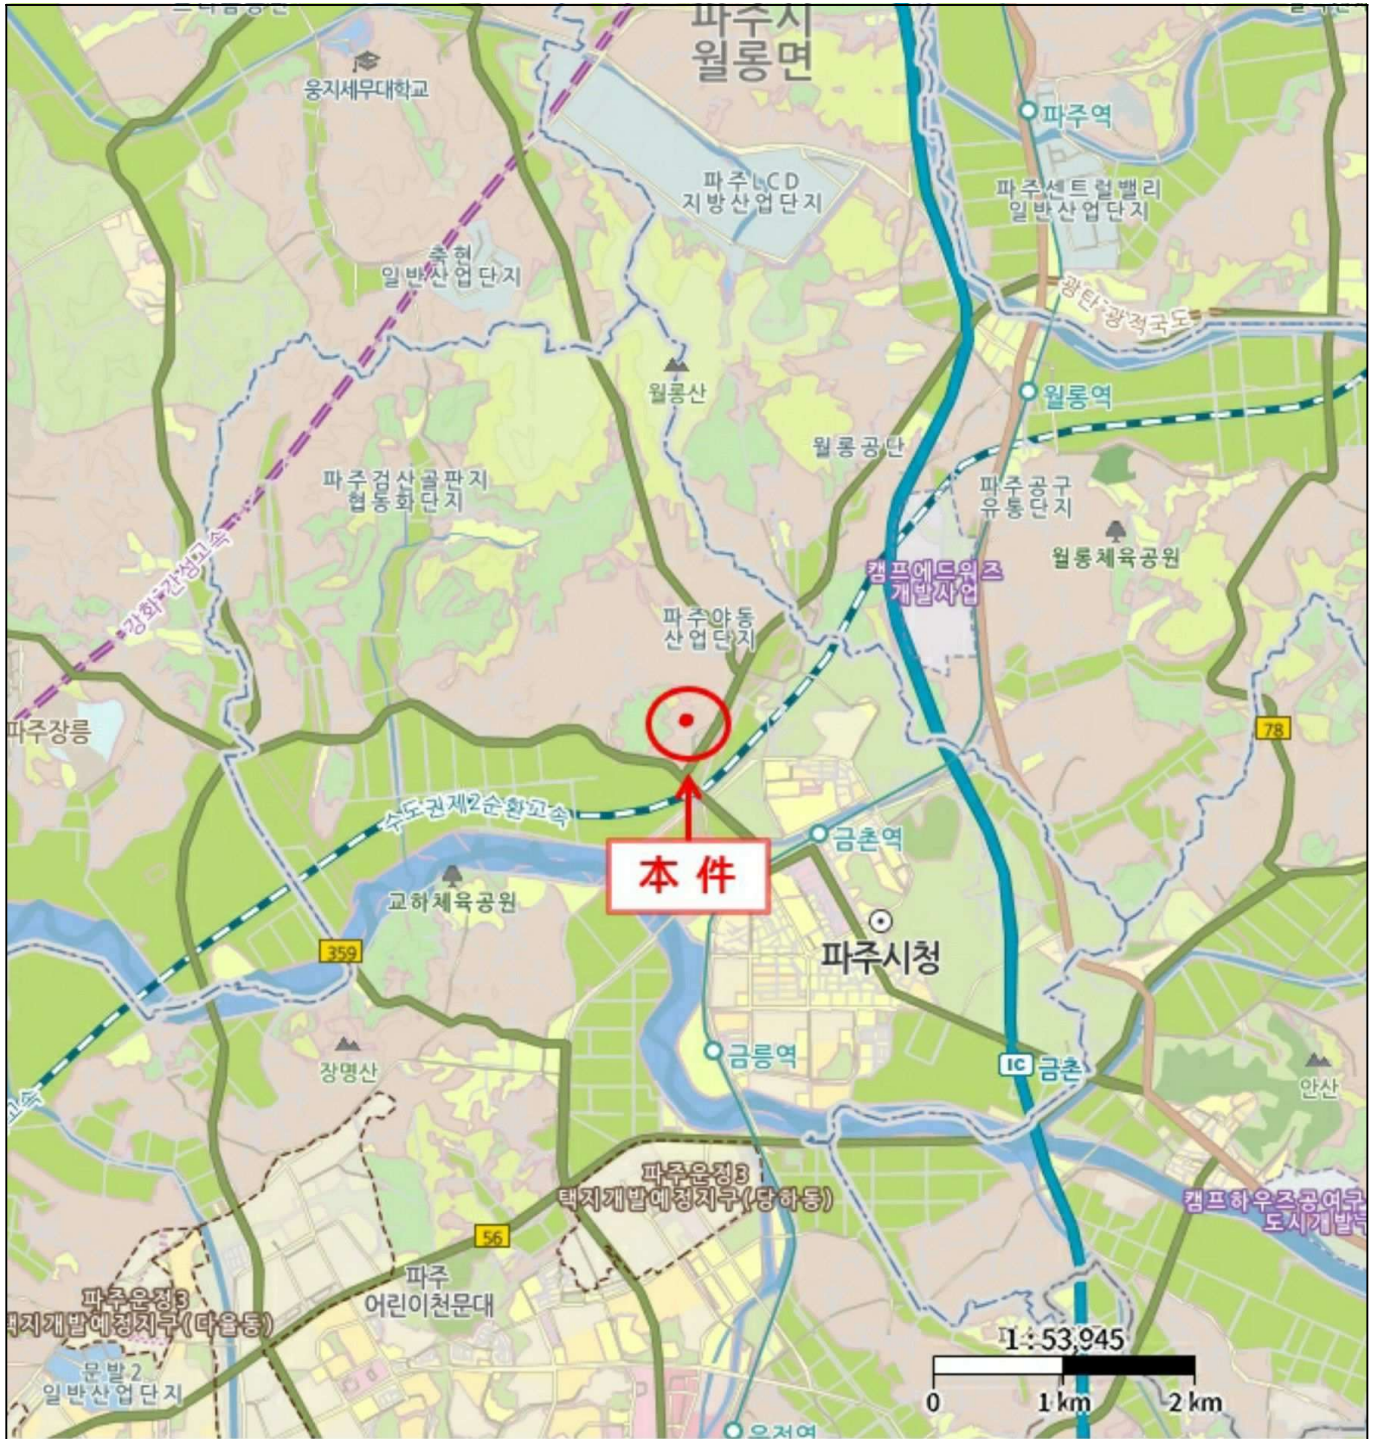 파주시
월롱면
웅지세무대학교
파주역
파주LCD
지방산업단지
파주센트럴밸리
일반산업단지
축현
일반산업단지
광탄-광적국도
월롱산
월롱역
월롱공단
파주검산골판지
협동화단지
파주공구
유통단지
월롱체육공원
강화-간성고속
캠프에드워즈
개발사업
파주야동
산업단지
파주장릉
78
수도권제2순환고속
금촌역
本 件
교하체육공원
파주시청
359
장명산
금릉역
IC 금촌
안산
고속
파주운정3
택지개발예정지구(당하동)
캠프하우즈공여구
도시개발
56
파주
어린이천문대
파주운정3
택지개발예정지구(다율동)
문발2
일반산업단지
1 : 53,945
0 1 km 2 km
운정역